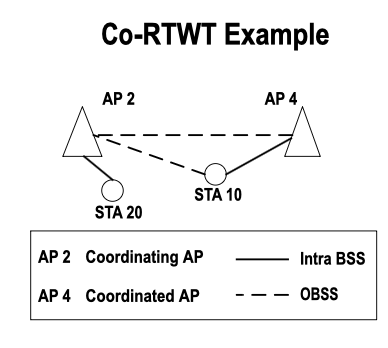 Co-RTWT Example
AP 2 AP 4
STA 10
STA 20
AP 2 Coordinating AP Intra BSS
AP 4 Coordinated AP OBSS